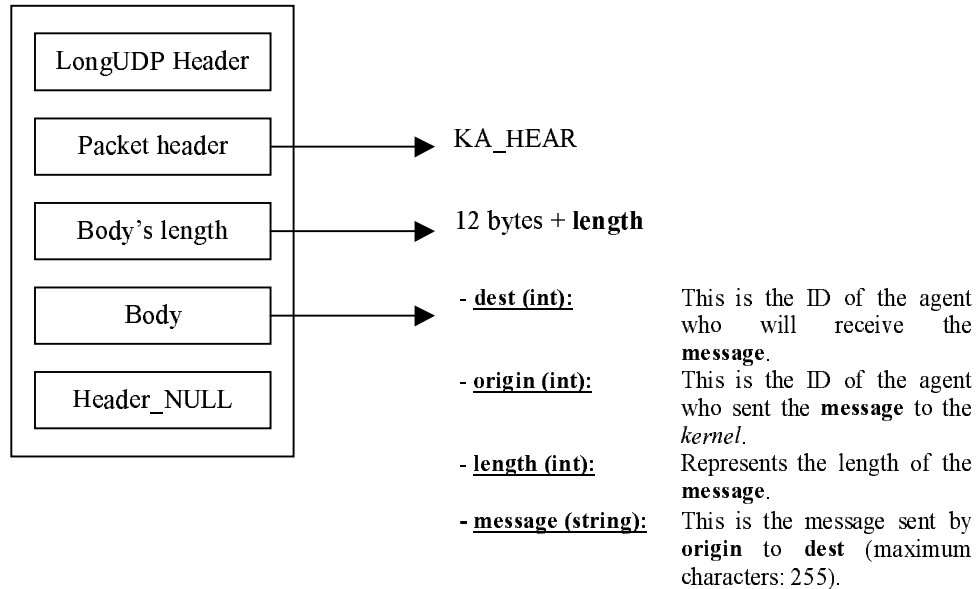 LongUDP Header
Packet header
KA_HEAR
Body’s length
12 bytes + length
Body
Header_NULL
- dest (int):
This is the ID of the agent
who will receive the
message.
- origin (int):
This is the ID of the agent
who sent the message to the
kernel.
- length (int):
Represents the length of the
message.
- message (string):
This is the message sent by
origin to dest (maximum
characters: 255).